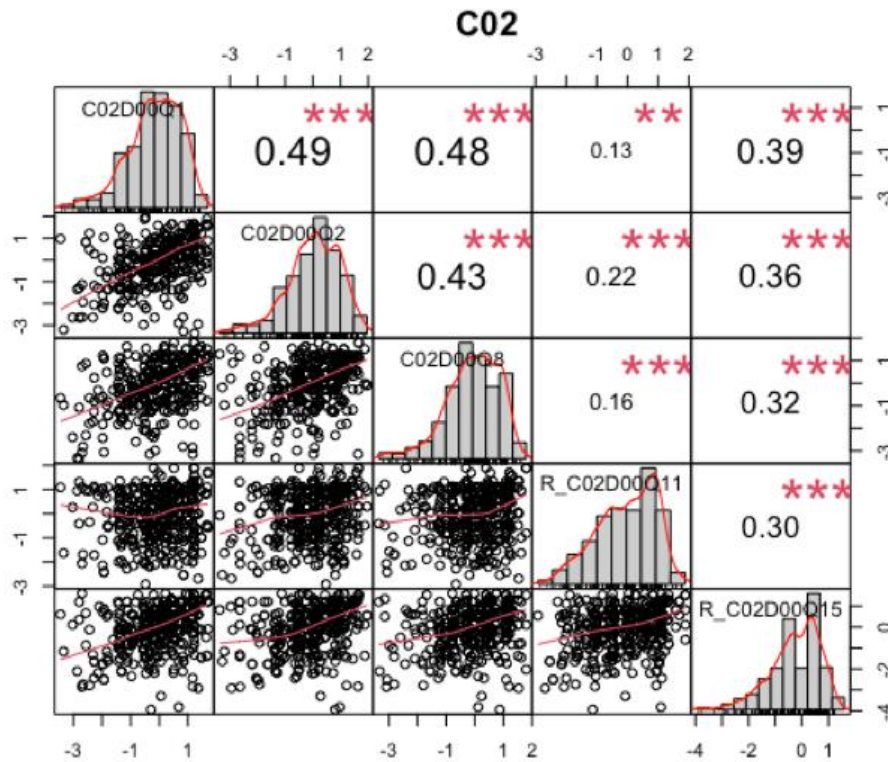 C02
-3 -1 1 2 -3 -1 0 1 2
C02D00Q1 *** *** ** ***
0.49 0.48 0.13 0.39
-3 -1 1
1 -1 -3
C02D00Q2 *** *** ***
0.43 0.22 0.36
C02D00Q8 *** ***
0.16 0.32
-3 -1 1
1 -1 -3
R_C02D00Q11 ***
0.30
R_C02D00Q15
-4 -2 0
-3 -1 1 -3 -1 0 1 2 -4 -2 0 1